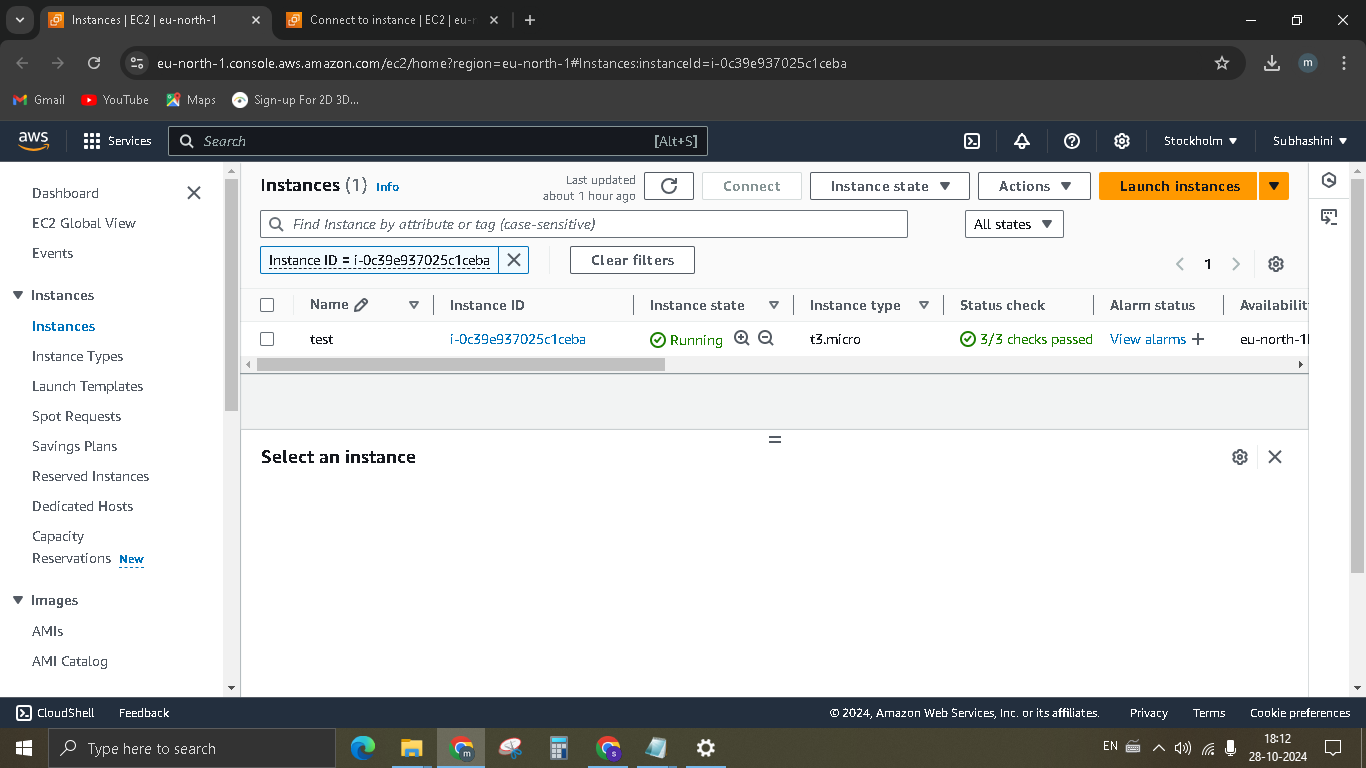 Instances | EC2 | eu-north-1
Connect to instance | EC2 | eu-n
eu-north-1.console.aws.amazon.com/ec2/home?region=eu-north-1#Instances:instanceId=i-0c39e937025c1ceba
m
Gmail
YouTube
Maps
Sign-up For 2D 3D...
aws
Services
Search
[Alt+S]
Stockholm
Subhashini
Dashboard
EC2 Global View
Events
Instances
Instances
Instance Types
Launch Templates
Spot Requests
Savings Plans
Reserved Instances
Dedicated Hosts
Capacity
Reservations New
Images
AMIs
AMI Catalog
Instances (1) Info
Last updated
about 1 hour ago
Connect
Instance state
Actions
Launch instances
Find Instance by attribute or tag (case-sensitive)
All states
Instance ID = i-0c39e937025c1ceba
Clear filters
1
Name
Instance ID
Instance state
Instance type
Status check
Alarm status
Availabilit
test
i-0c39e937025c1ceba
Running
t3.micro
3/3 checks passed
View alarms
eu-north-1
Select an instance
CloudShell
Feedback
© 2024, Amazon Web Services, Inc. or its affiliates.
Privacy
Terms
Cookie preferences
Type here to search
m
s
EN
18:12
28-10-2024